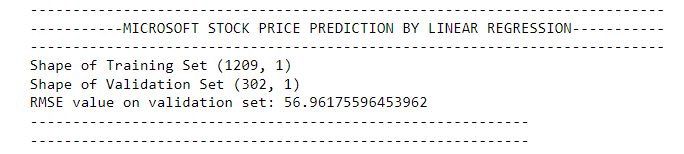 --------------------------------------------------------------------------
-----------MICROSOFT STOCK PRICE PREDICTION BY LINEAR REGRESSION-----------
--------------------------------------------------------------------------
Shape of Training Set (1209, 1)
Shape of Validation Set (302, 1)
RMSE value on validation set: 56.96175596453962
----------------------------------------------------------
----------------------------------------------------------